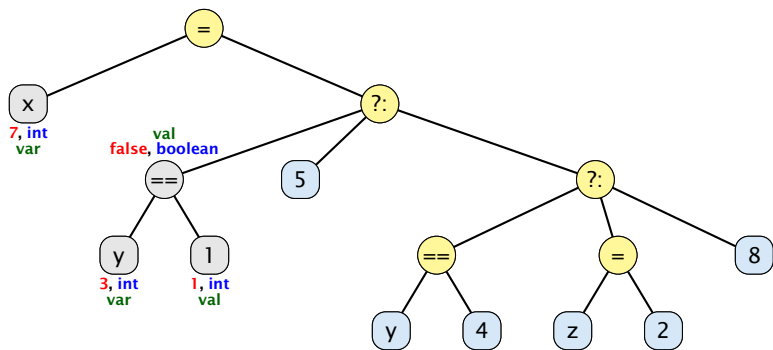 =
x
?:
7, int
var
val
false, boolean
==
5
?:
y
1
==
=
8
3, int
var
1, int
val
y
4
z
2